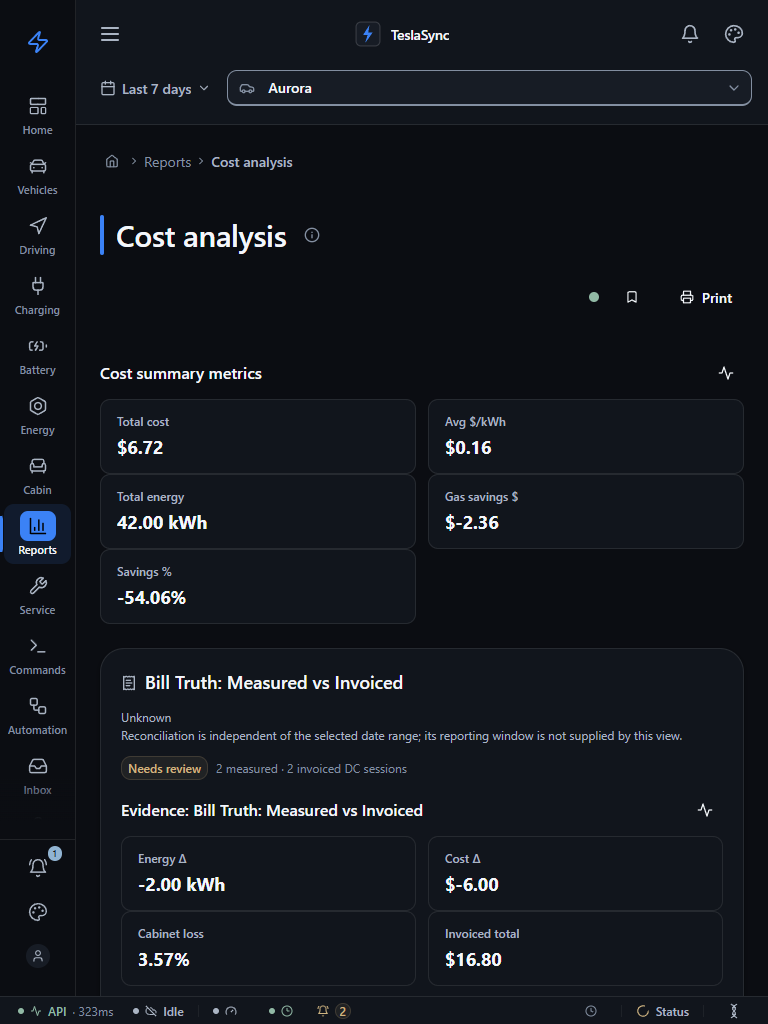 TeslaSync
Last 7 days
Aurora
Home
Vehicles
Driving
Charging
Battery
Energy
Cabin
Reports
Service
Commands
Automation
Inbox
1
Reports
Cost analysis
Cost analysis
Print
Cost summary metrics
Total cost
$6.72
Avg $/kWh
$0.16
Total energy
42.00 kWh
Gas savings $
$-2.36
Savings %
-54.06%
Bill Truth: Measured vs Invoiced
Unknown
Reconciliation is independent of the selected date range; its reporting window is not supplied by this view.
Needs review
2 measured · 2 invoiced DC sessions
Evidence: Bill Truth: Measured vs Invoiced
Energy Δ
-2.00 kWh
Cost Δ
$-6.00
Cabinet loss
3.57%
Invoiced total
$16.80
API · 323ms
Idle
2
Status